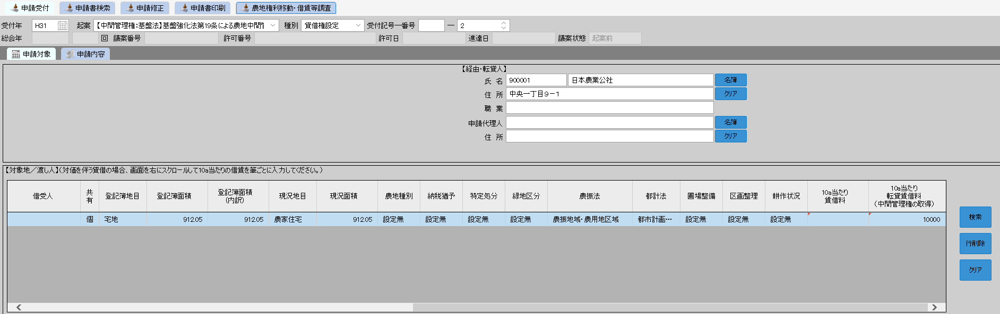 申請受付 申請書検索 申請修正 申請書印刷 農地権利移動・借賃等調査
受付年 H31 起案 【中間管理権:基盤法】基盤強化法第19条による農地中間 種別 賃借権設定 受付記号一番号 ー 2
総会年 回 議案番号 許可番号 許可日 進達日 議案状態 起案前
申請対象 申請内容
【経由・転貸人】
氏 名 900001 日本農業公社 名簿
住 所 中央一丁目9-1 クリア
職 業
申請代理人 名簿
住 所 クリア
【対象地/渡し人】(対価を伴う賃借の場合、画面を右にスクロールして10a当たりの借賃を筆ごとに入力してください。)
借受人 共有 登記簿地目 登記簿面積 登記簿面積(内訳) 現況地目 現況面積 農地種別 納税猶予 特定処分 緑地区分 農振法 都計法 圃場整備 区画整理 耕作状況 10a当たり賃借料 10a当たり転貸賃借料(中間管理権の取得)
個 宅地 912.05 912.05 農家住宅 912.05 設定無 設定無 設定無 設定無 農振地域・農用地区域 都市計画… 設定無 設定無 設定無 10000
検索
行削除
クリア